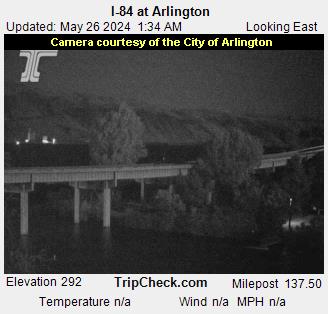 I-84 at Arlington
Updated: May 26 2024 1:34 AM Looking East
Camera courtesy of the City of Arlington
Elevation 292 TripCheck.com Milepost 137.50
Temperature n/a Wind n/a MPH n/a